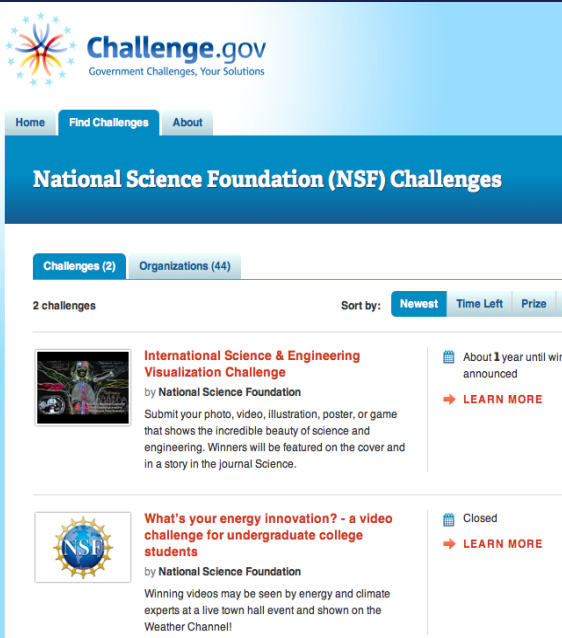 Challenge.gov
Government Challenges, Your Solutions
Home Find Challenges About
National Science Foundation (NSF) Challenges
Challenges (2) Organizations (44)
2 challenges Sort by: Newest Time Left Prize
International Science & Engineering
Visualization Challenge
by National Science Foundation
Submit your photo, video, illustration, poster, or game
that shows the incredible beauty of science and
engineering. Winners will be featured on the cover and
in a story in the journal Science.
About 1 year until
announced
LEARN MORE
NSF
What's your energy innovation? - a video
challenge for undergraduate college
students
by National Science Foundation
Winning videos may be seen by energy and climate
experts at a live town hall event and shown on the
Weather Channel!
Closed
LEARN MORE